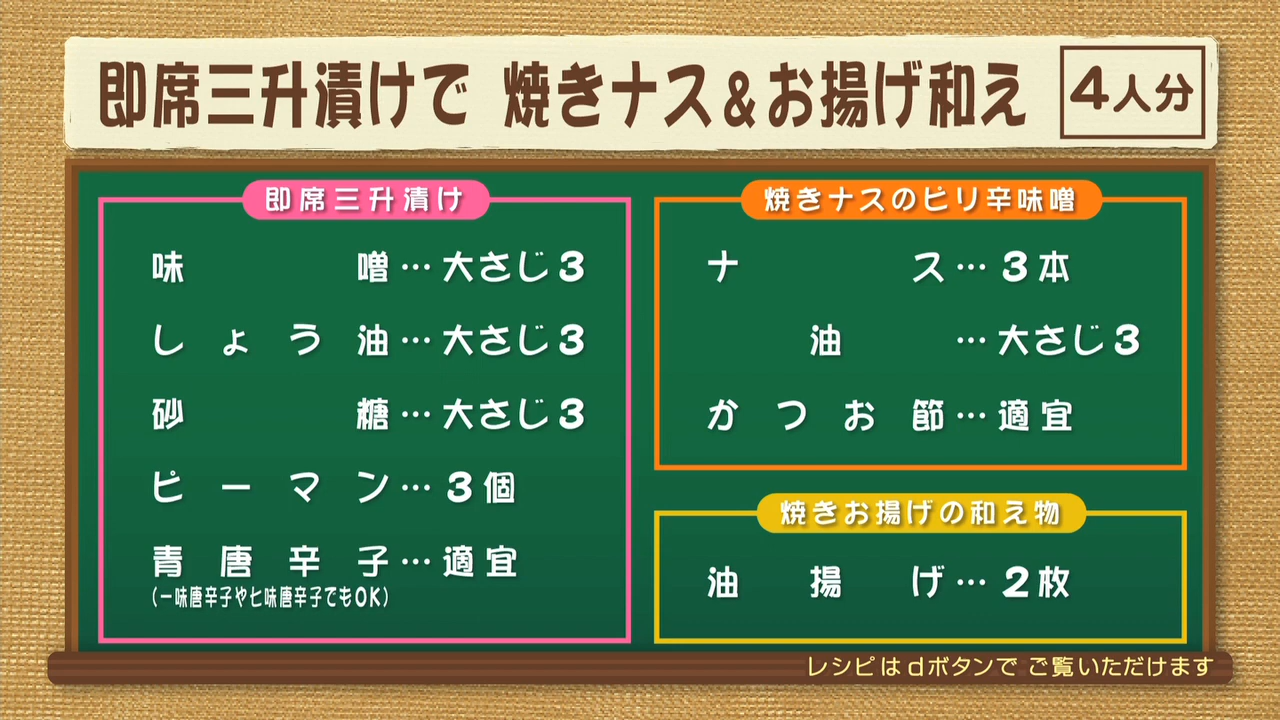 即席三升漬けで 焼きナス&お揚げ和え
4人分
即席三升漬け
味噌…大さじ3
しょう油…大さじ3
砂糖…大さじ3
ピーマン…3個
青唐辛子…適宜
(一味唐辛子や七味唐辛子でもOK)
焼きナスのピリ辛味噌
ナス…3本
油…大さじ3
かつお節…適宜
焼きお揚げの和え物
油揚げ…2枚
レシピはdボタンで ご覧いただけます